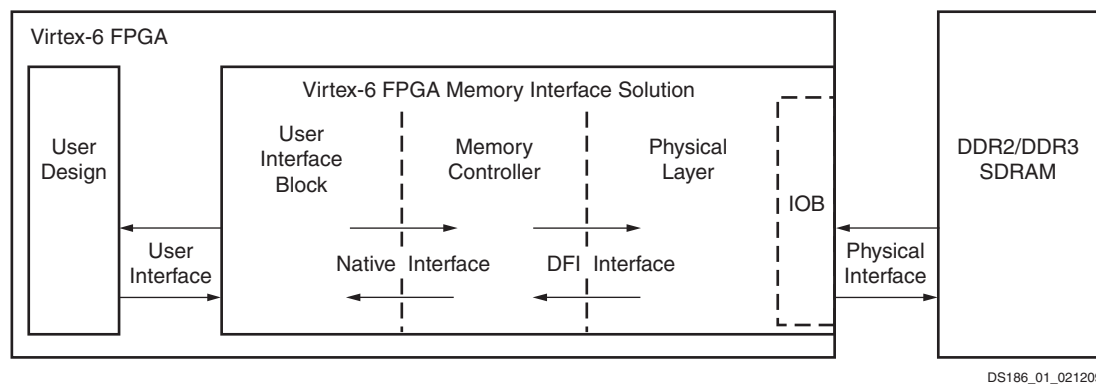 Virtex-6 FPGA
Virtex-6 FPGA Memory Interface Solution
User
Design
User
Interface
Block
Memory
Controller
Physical
Layer
IOB
DDR2/DDR3
SDRAM
User
Interface
Native Interface
DFI Interface
Physical
Interface
DS186_01_021209